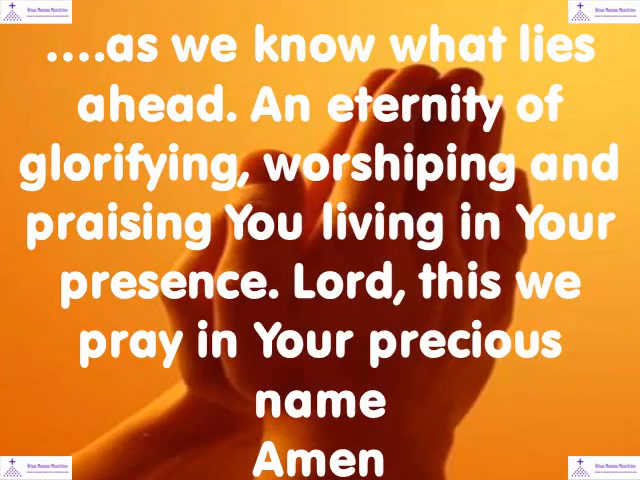 ....as we know what lies
ahead. An eternity of
glorifying, worshiping and
praising You living in Your
presence. Lord, this we
pray in Your precious
name
Amen